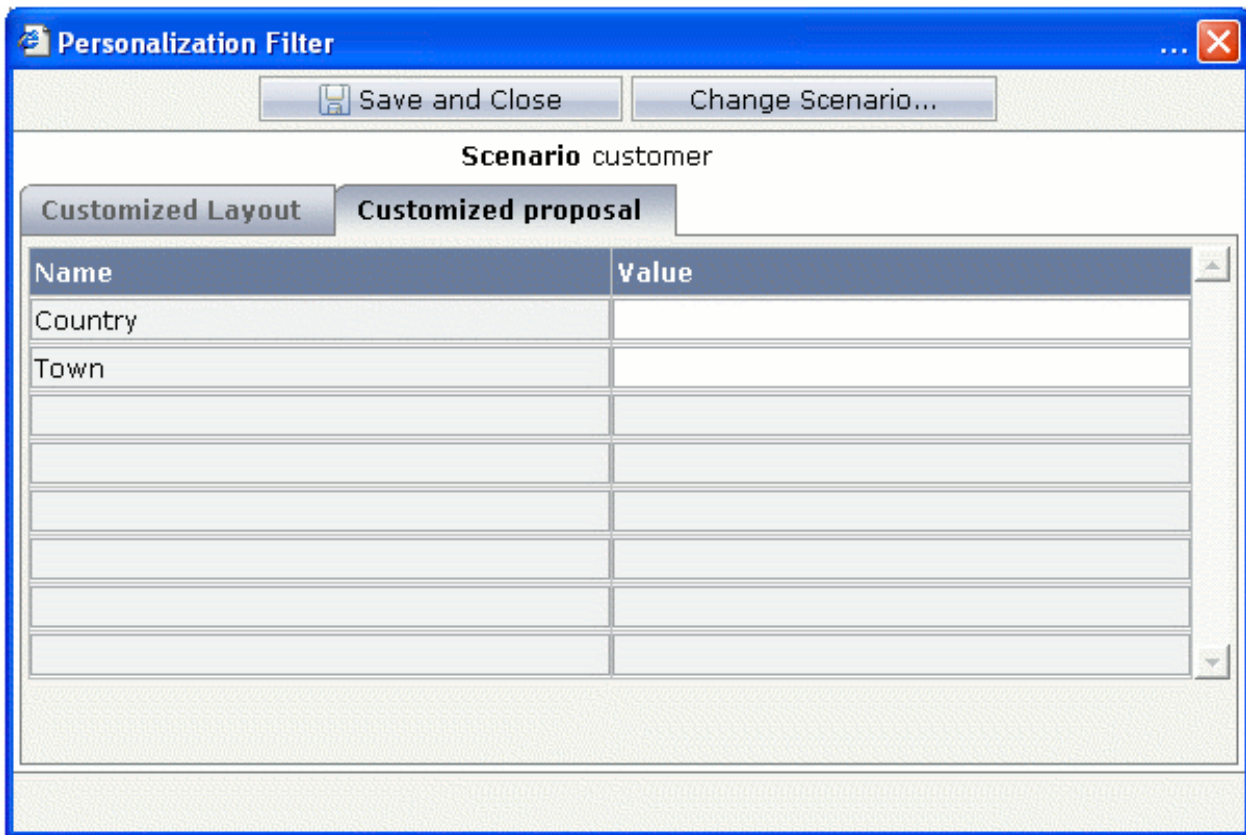 Personalization Filter ...
Save and Close Change Scenario...
Scenario customer
Customized Layout Customized proposal
Name Value
Country
Town